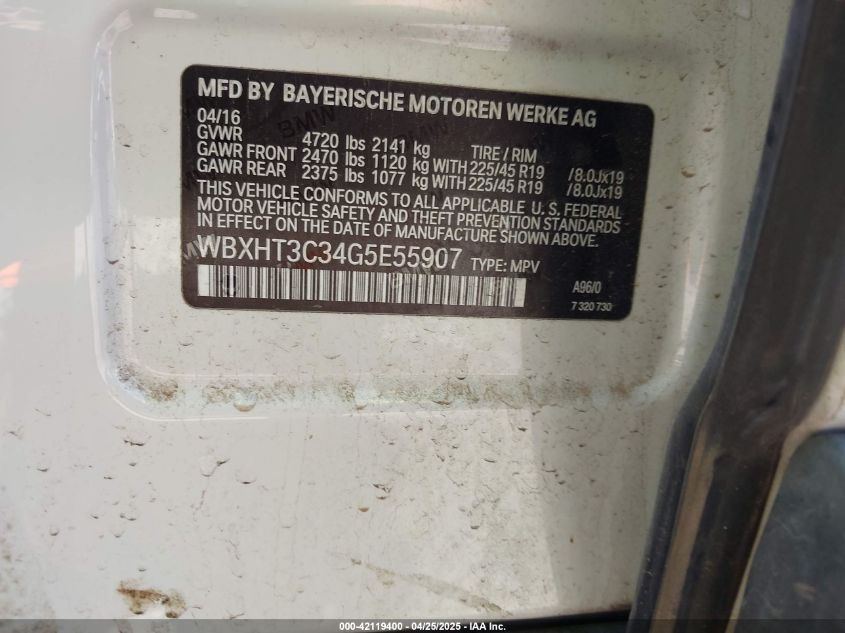 MFD BY BAYERISCHE MOTOREN WERKE AG
04/16
GVWR 4720 lbs 2141 kg TIRE / RIM
GAWR FRONT 2470 lbs 1120 kg WITH 225/45 R19 /8.0Jx19
GAWR REAR 2375 lbs 1077 kg WITH 225/45 R19 /8.0Jx19
THIS VEHICLE CONFORMS TO ALL APPLICABLE U. S. FEDERAL
MOTOR VEHICLE SAFETY AND THEFT PREVENTION STANDARDS
IN EFFECT ON THE DATE OF MANUFACTURE SHOWN ABOVE.
WBXHT3C34G5E55907 TYPE: MPV
A96/0
7 320 730
000-42119400 - 04/25/2025 - IAA Inc.